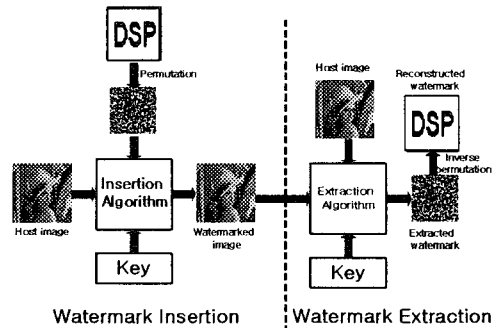 DSP
Permutation
Host image
Insertion
Algorithm
Watermarked
image
Key
Watermark Insertion
Host image
Reconstructed
watermark
DSP
Inverse
permutation
Extraction
Algorithm
Extracted
watermark
Key
Watermark Extraction